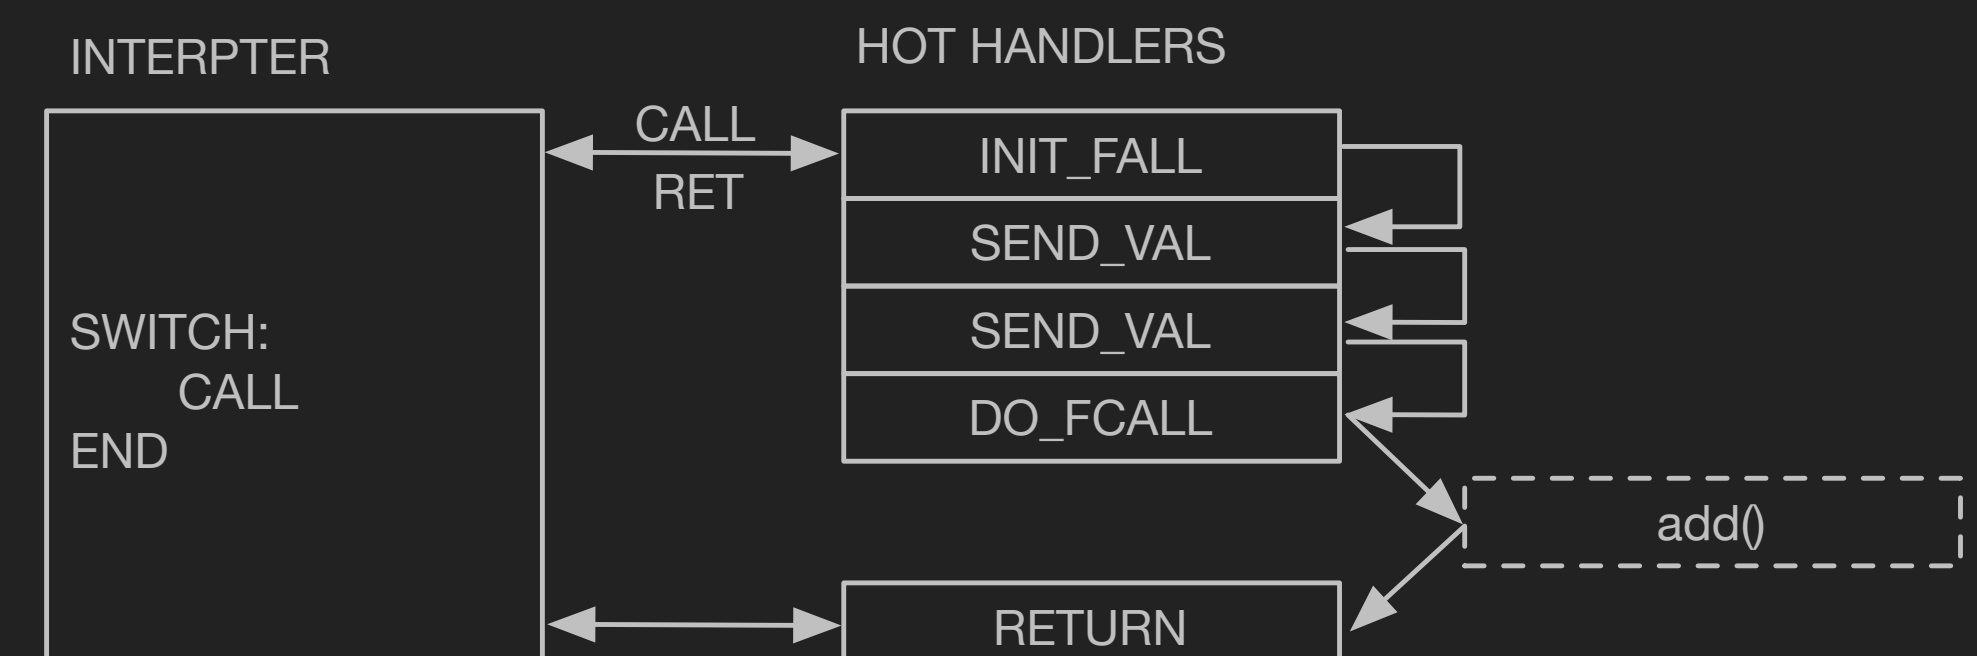 INTERPTER
HOT HANDLERS
CALL
RET
SWITCH:
CALL
END
INIT_FALL
SEND_VAL
SEND_VAL
DO_FCALL
add()
RETURN